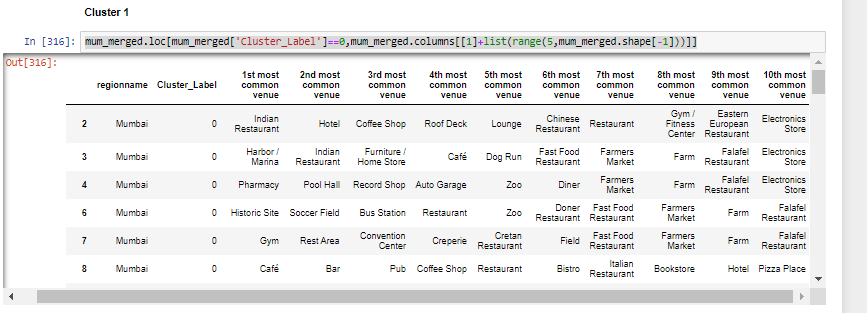 Cluster 1
In [316]: mum_merged.loc[mum_merged['Cluster_Label']==0,mum_merged.columns[[1]+list(range(5,mum_merged.shape[-1]))]]
Out[316]:
regionname Cluster_Label 1st most common venue 2nd most common venue 3rd most common venue 4th most common venue 5th most common venue 6th most common venue 7th most common venue 8th most common venue 9th most common venue 10th most common venue
2 Mumbai 0 Indian Restaurant Hotel Coffee Shop Roof Deck Lounge Chinese Restaurant Restaurant Gym / Fitness Center Eastern European Restaurant Electronics Store
3 Mumbai 0 Harbor / Marina Indian Restaurant Furniture / Home Store Café Dog Run Fast Food Restaurant Farmers Market Farm Falafel Restaurant Electronics Store
4 Mumbai 0 Pharmacy Pool Hall Record Shop Auto Garage Zoo Diner Farmers Market Farm Falafel Restaurant Electronics Store
6 Mumbai 0 Historic Site Soccer Field Bus Station Restaurant Zoo Doner Restaurant Fast Food Restaurant Farmers Market Farm Falafel Restaurant
7 Mumbai 0 Gym Rest Area Convention Center Creperie Cretan Restaurant Field Fast Food Restaurant Farmers Market Farm Falafel Restaurant
8 Mumbai 0 Café Bar Pub Coffee Shop Restaurant Bistro Italian Restaurant Bookstore Hotel Pizza Place